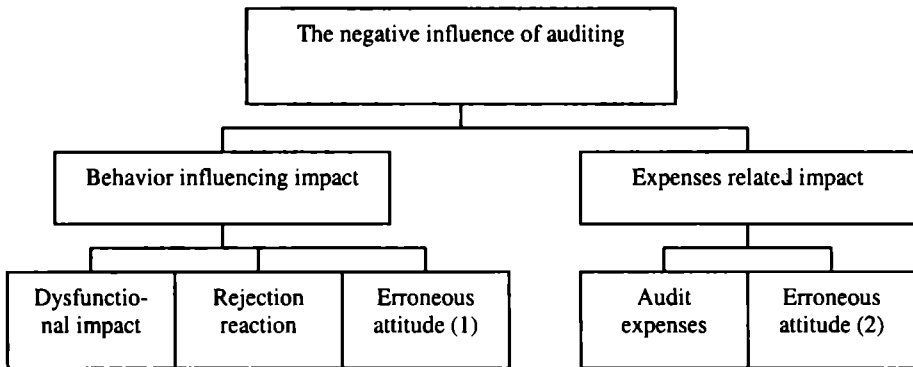 The negative influence of auditing
Behavior influencing impact
Expenses related impact
Dysfunctio-
nal impact
Rejection
reaction
Erroneous
attitude (1)
Audit
expenses
Erroneous
attitude (2)